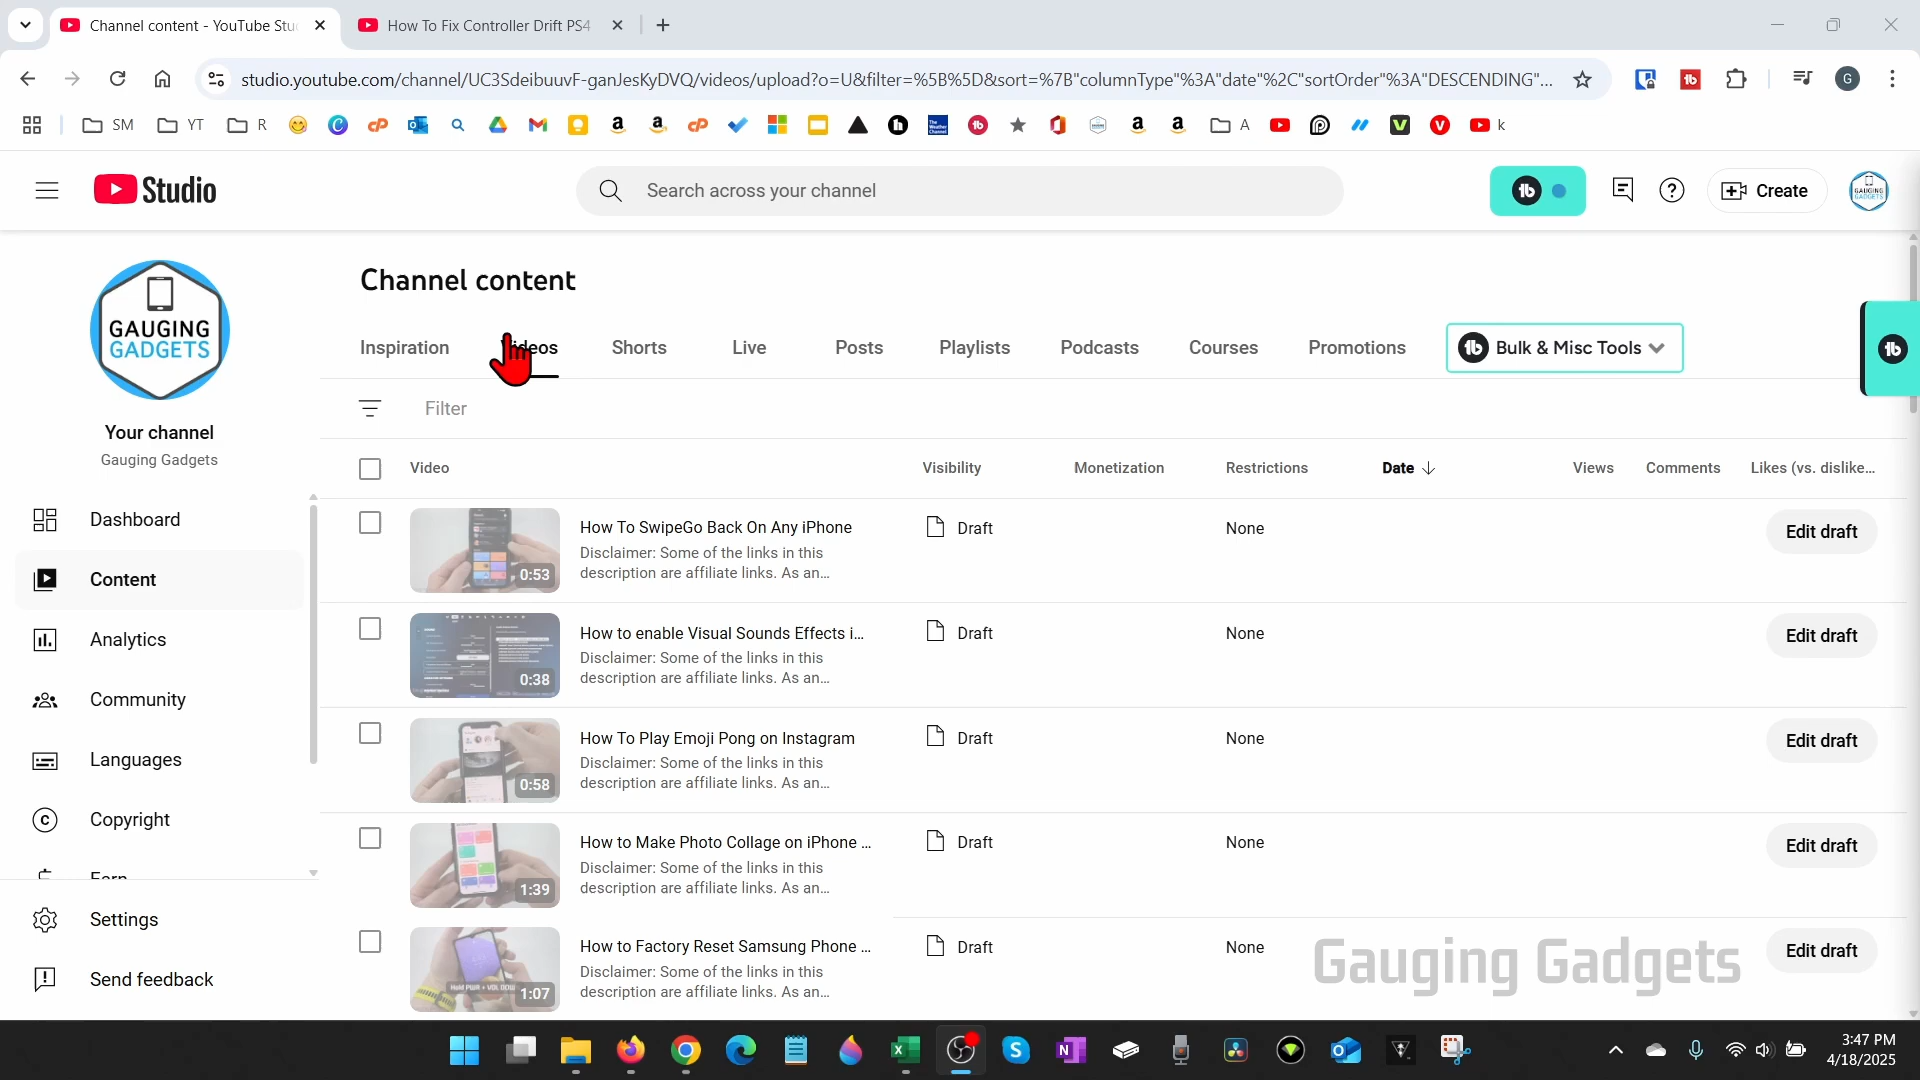 Channel content - YouTube Stu
How To Fix Controller Drift PS4
studio.youtube.com/channel/UC3SdeibuuvF-ganJesKyDVQ/videos/upload?o=U&filter=%5B%5D&sort=%7B"columnType"%3A"date"%2C"sortOrder"%3A"DESCENDING"...
G
SM
YT
R
A
k
Studio
Search across your channel
Create
GAUGING
GADGETS
Your channel
Gauging Gadgets
Dashboard
Content
Analytics
Community
Languages
Copyright
Earn
Settings
Send feedback
Channel content
Inspiration
Videos
Shorts
Live
Posts
Playlists
Podcasts
Courses
Promotions
Bulk & Misc Tools
Filter
Video
Visibility
Monetization
Restrictions
Date
Views
Comments
Likes (vs. dislike...
0:53
How To SwipeGo Back On Any iPhone
Disclaimer: Some of the links in this
description are affiliate links. As an...
Draft
None
Edit draft
0:38
How to enable Visual Sounds Effects i...
Disclaimer: Some of the links in this
description are affiliate links. As an...
Draft
None
Edit draft
0:58
How To Play Emoji Pong on Instagram
Disclaimer: Some of the links in this
description are affiliate links. As an...
Draft
None
Edit draft
1:39
How to Make Photo Collage on iPhone ...
Disclaimer: Some of the links in this
description are affiliate links. As an...
Draft
None
Edit draft
Hold PWR + VOL DOW
1:07
How to Factory Reset Samsung Phone ...
Disclaimer: Some of the links in this
description are affiliate links. As an...
Draft
None
Edit draft
Gauging Gadgets
3:47 PM
4/18/2025